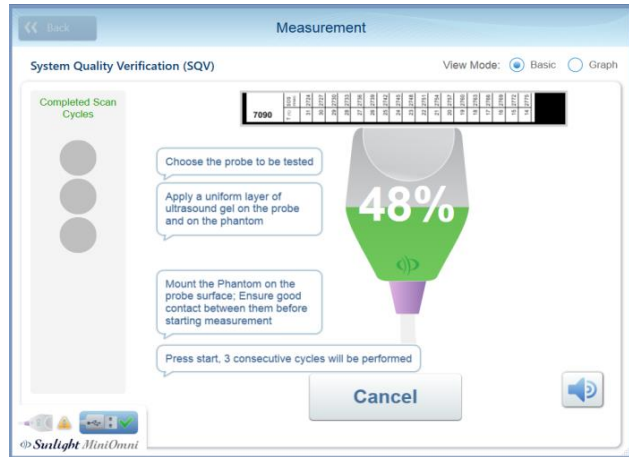 Back
Measurement
System Quality Verification (SQV)
View Mode:
Basic
Graph
Completed Scan
Cycles
7090
Choose the probe to be tested
Apply a uniform layer of
ultrasound gel on the probe
and on the phantom
48%
Mount the Phantom on the
probe surface; Ensure good
contact between them before
starting measurement
Press start, 3 consecutive cycles will be performed
Cancel
Sunlight MiniOmni